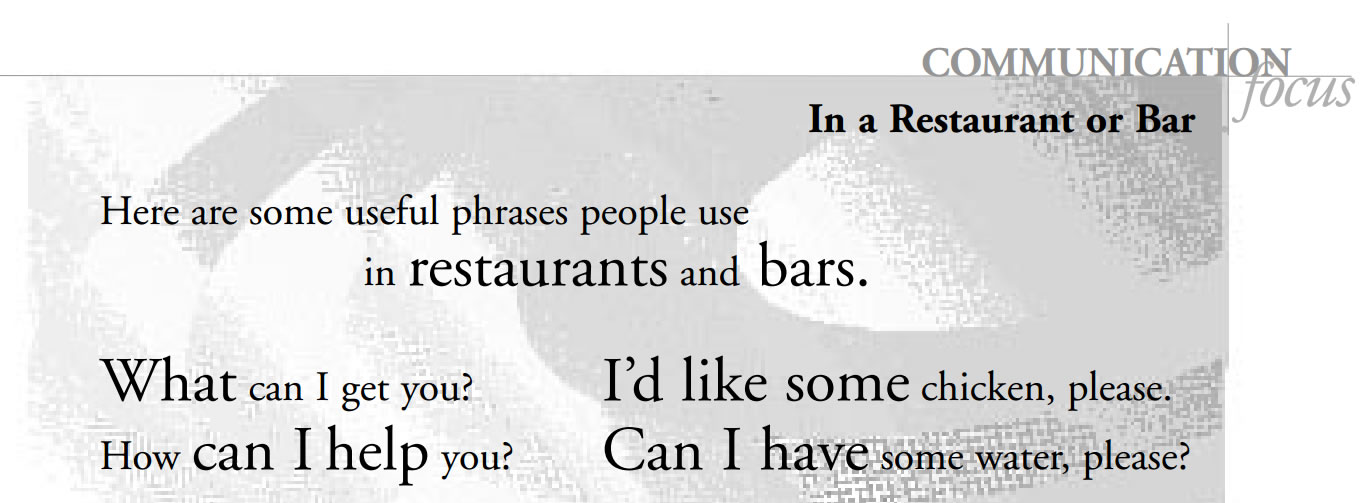 COMMUNICATION
focus
In a Restaurant or Bar
Here are some useful phrases people use
in restaurants and bars.
What can I get you?
How can I help you?
I'd like some chicken, please.
Can I have some water, please?